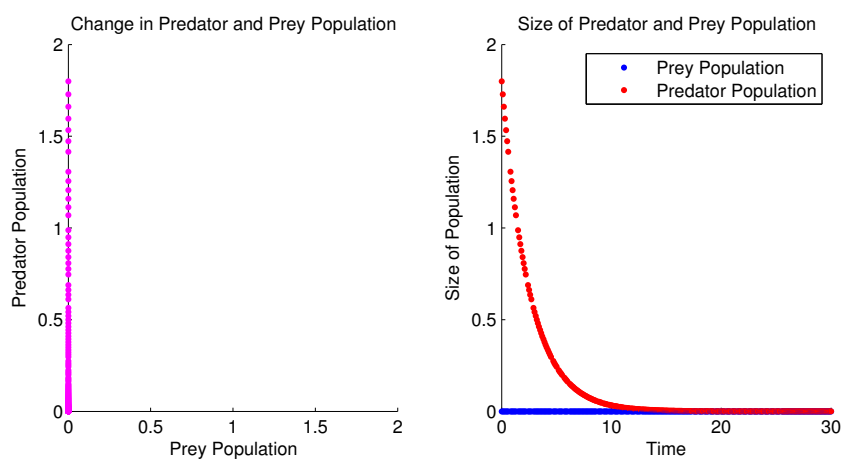 Change in Predator and Prey Population
2
1.5
1
0.5
0
0
0.5
1
1.5
2
Predator Population
Prey Population
Size of Predator and Prey Population
Prey Population
Predator Population
2
1.5
1
0.5
0
0
10
20
30
Size of Population
Time